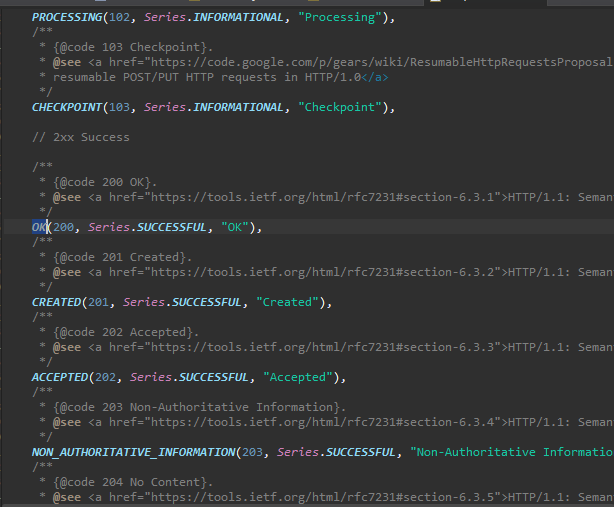 PROCESSING(102, Series.INFORMATIONAL, "Processing"),
/**
* {@code 103 Checkpoint}.
* @see <a href="https://code.google.com/p/gears/wiki/ResumableHttpRequestsProposal
* resumable POST/PUT HTTP requests in HTTP/1.0</a>
*/
CHECKPOINT(103, Series.INFORMATIONAL, "Checkpoint"),
// 2xx Success
/**
* {@code 200 OK}.
* @see <a href="https://tools.ietf.org/html/rfc7231#section-6.3.1">HTTP/1.1: Seman
*/
OK(200, Series.SUCCESSFUL, "OK"),
/**
* {@code 201 Created}.
* @see <a href="https://tools.ietf.org/html/rfc7231#section-6.3.2">HTTP/1.1: Seman
*/
CREATED(201, Series.SUCCESSFUL, "Created"),
/**
* {@code 202 Accepted}.
* @see <a href="https://tools.ietf.org/html/rfc7231#section-6.3.3">HTTP/1.1: Seman
*/
ACCEPTED(202, Series.SUCCESSFUL, "Accepted"),
/**
* {@code 203 Non-Authoritative Information}.
* @see <a href="https://tools.ietf.org/html/rfc7231#section-6.3.4">HTTP/1.1: Seman
*/
NON_AUTHORITATIVE_INFORMATION(203, Series.SUCCESSFUL, "Non-Authoritative Informatio
/**
* {@code 204 No Content}.
* @see <a href="https://tools.ietf.org/html/rfc7231#section-6.3.5">HTTP/1.1: Seman